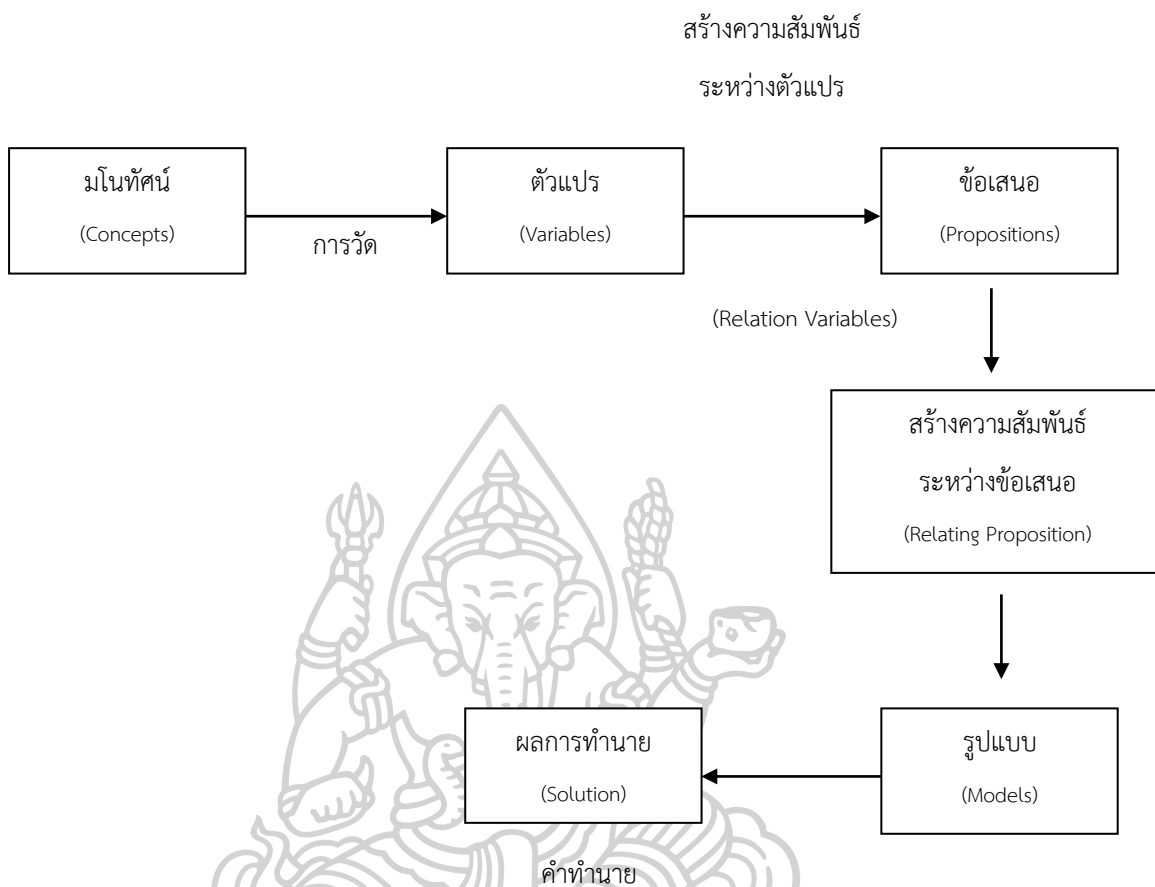 สร้างความสัมพันธ์
ระหว่างตัวแปร
มโนทัศน์
(Concepts)
การวัด
ตัวแปร
(Variables)
ข้อเสนอ
(Propositions)
(Relation Variables)
สร้างความสัมพันธ์
ระหว่างข้อเสนอ
(Relating Proposition)
รูปแบบ
(Models)
ผลการทำนาย
(Solution)
คำทำนาย